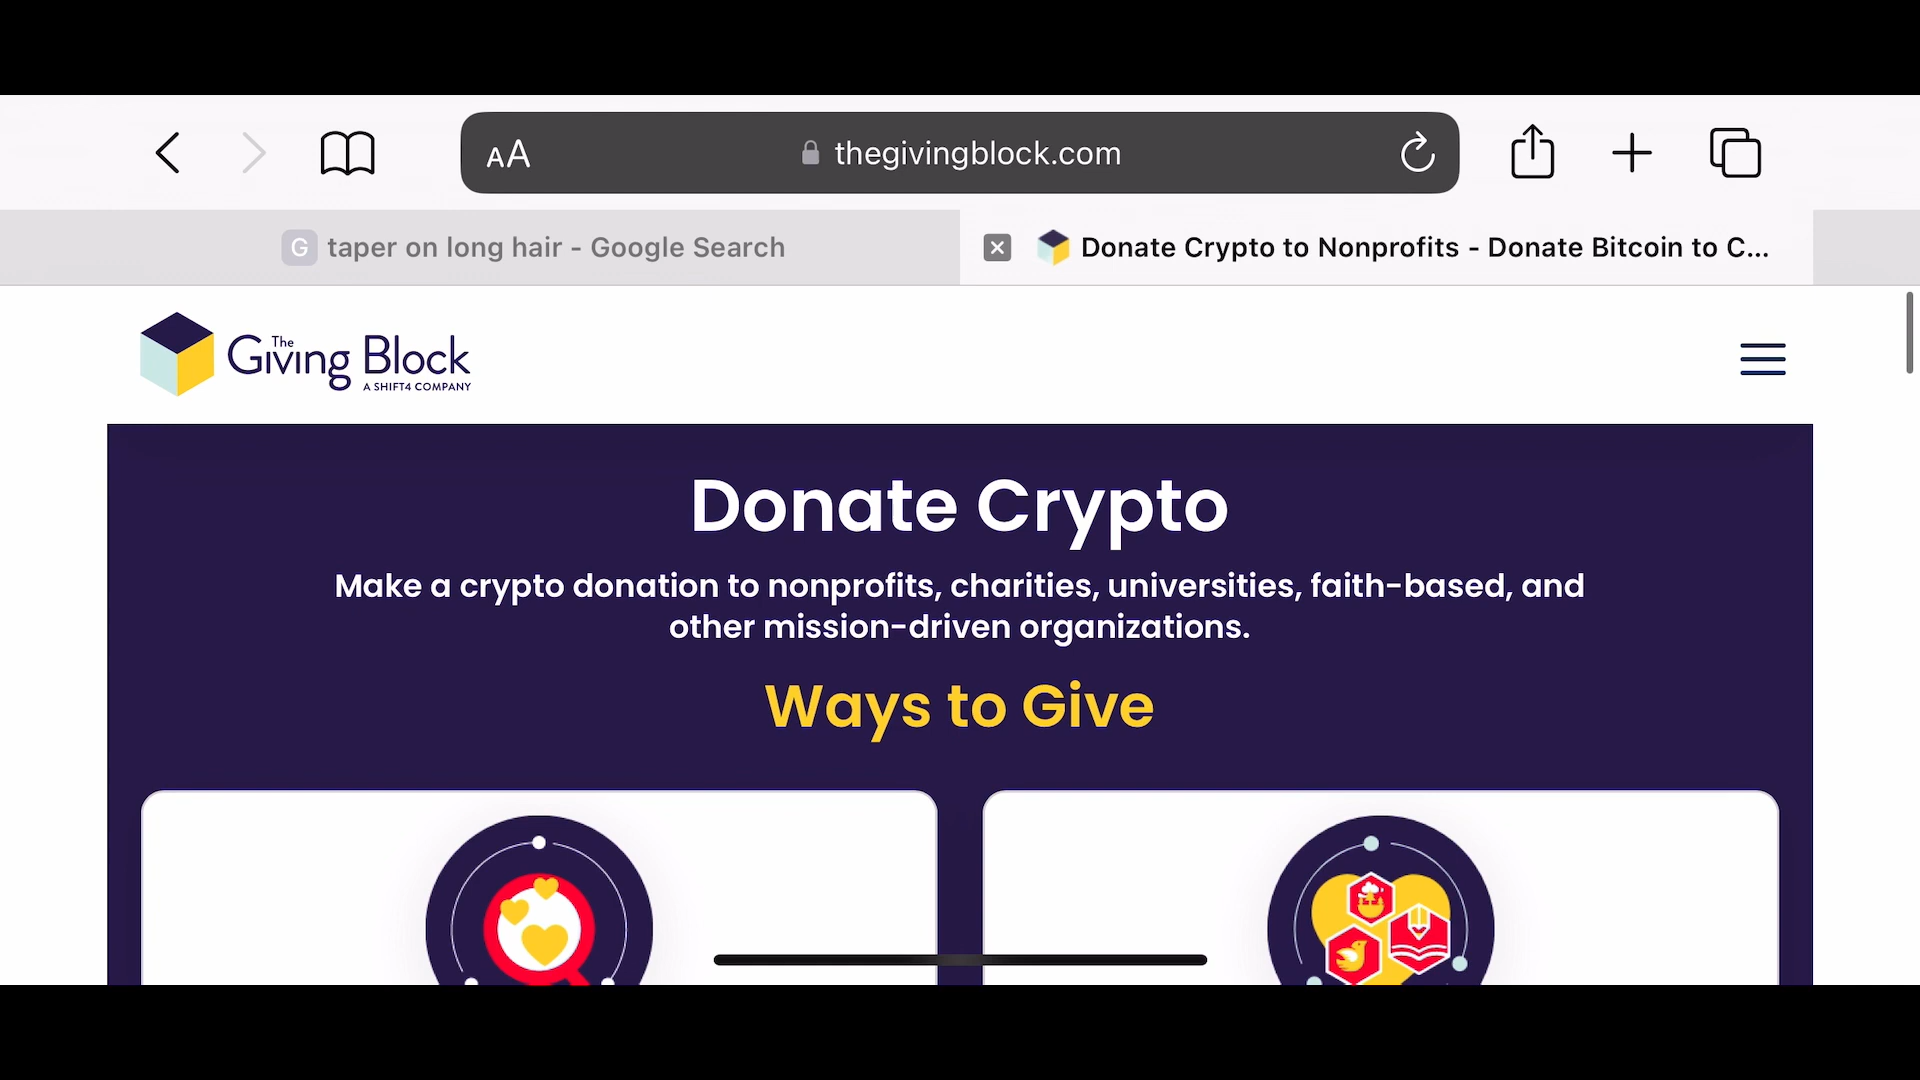 AA
thegivingblock.com
G taper on long hair - Google Search
Donate Crypto to Nonprofits - Donate Bitcoin to C...
The
Giving Block
A SHIFT4 COMPANY
Donate Crypto
Make a crypto donation to nonprofits, charities, universities, faith-based, and
other mission-driven organizations.
Ways to Give